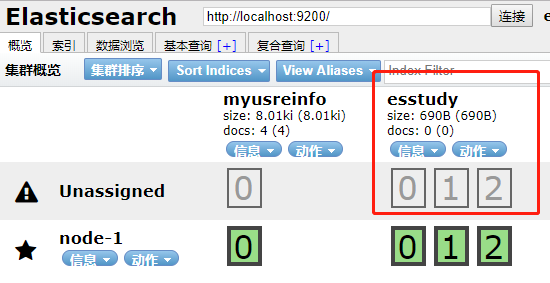 Elasticsearch http://localhost:9200/ 连接
概览 索引 数据浏览 基本查询 [+] 复合查询 [+]
集群概览 集群排序 Sort Indices View Aliases Index Filter
myusreinfo esstudy
size: 8.01ki (8.01ki) size: 690B (690B)
docs: 4 (4) docs: 0 (0)
信息 动作 信息 动作
Unassigned 0 0 1 2
node-1 0 0 1 2
信息 动作